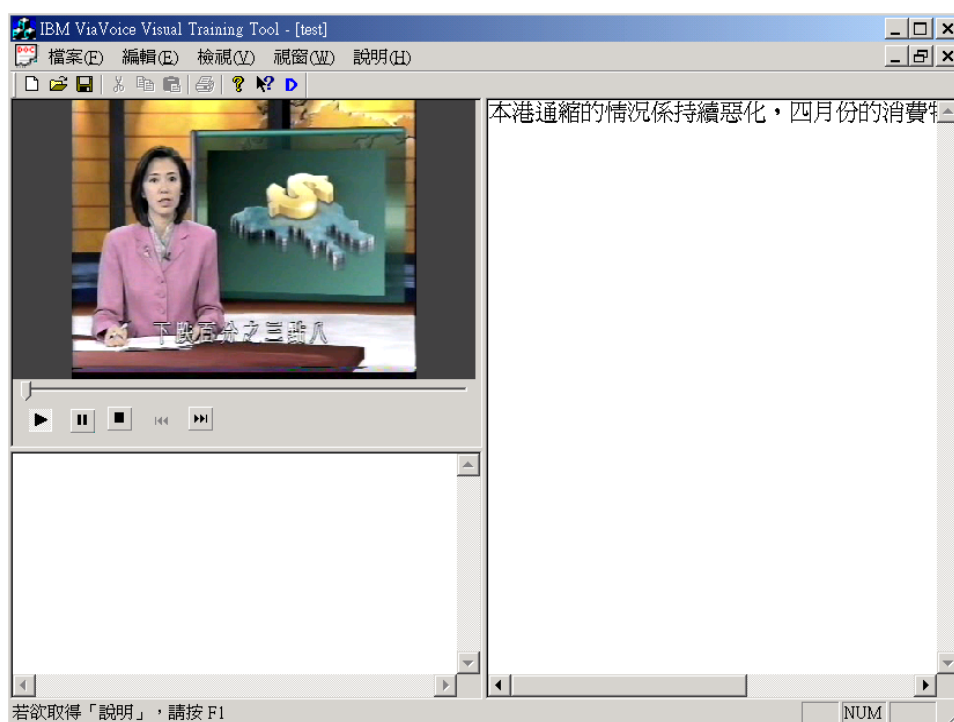 IBM ViaVoice Visual Training Tool - [test]
檔案(F) 編輯(E) 檢視(V) 視窗(W) 說明(H)
下跌百分之三點八
本港通縮的情況係持續惡化,四月份的消費物
若欲取得「說明」,請按 F1
NUM